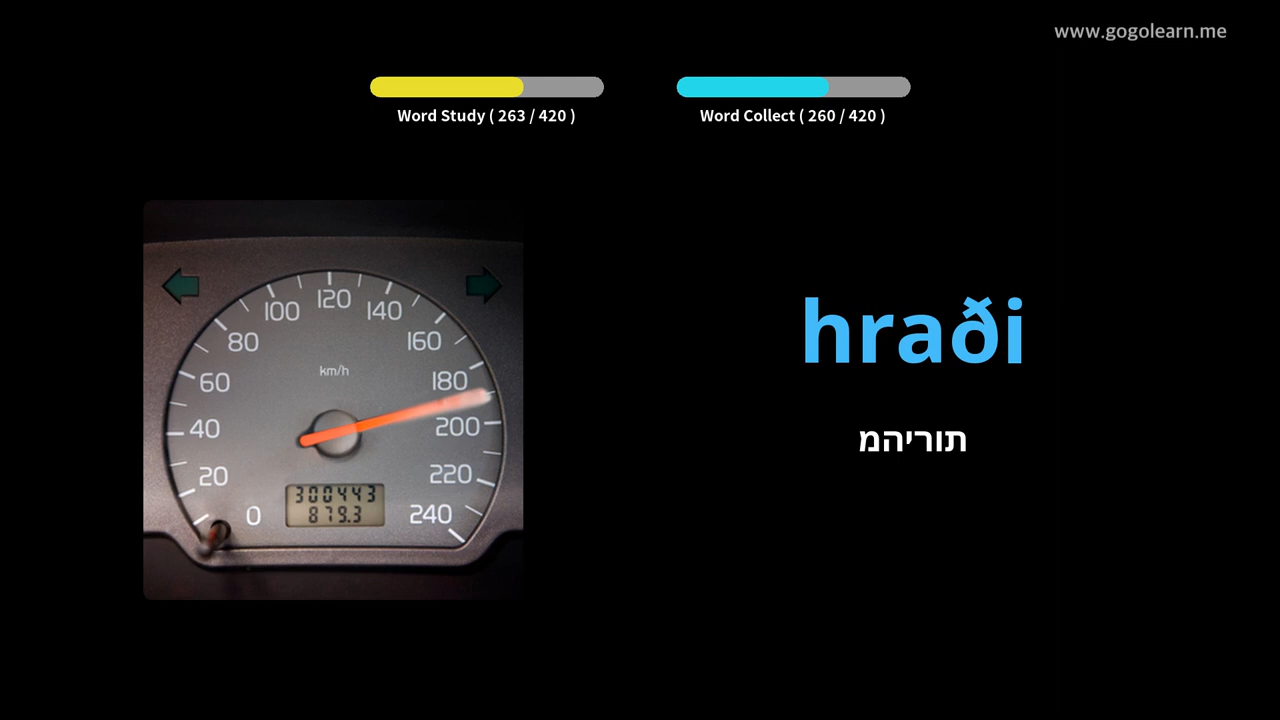 www.gogolearn.me
Word Study ( 263 / 420 )
Word Collect ( 260 / 420 )
0
20
40
60
80
100
120
140
160
180
200
220
240
km/h
300443
879.3
hraði
תוריהמ